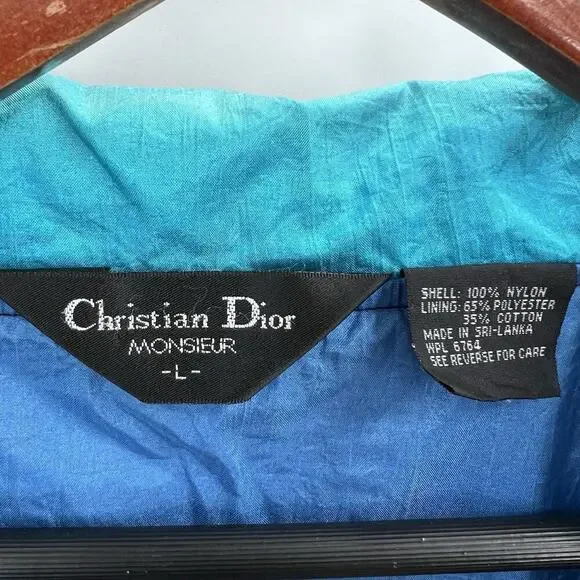 Christian Dior
MONSIEUR
-L-
SHELL: 100% NYLON
LINING: 65% POLYESTER
35% COTTON
MADE IN SRI-LANKA
WPL 6764
SEE REVERSE FOR CARE